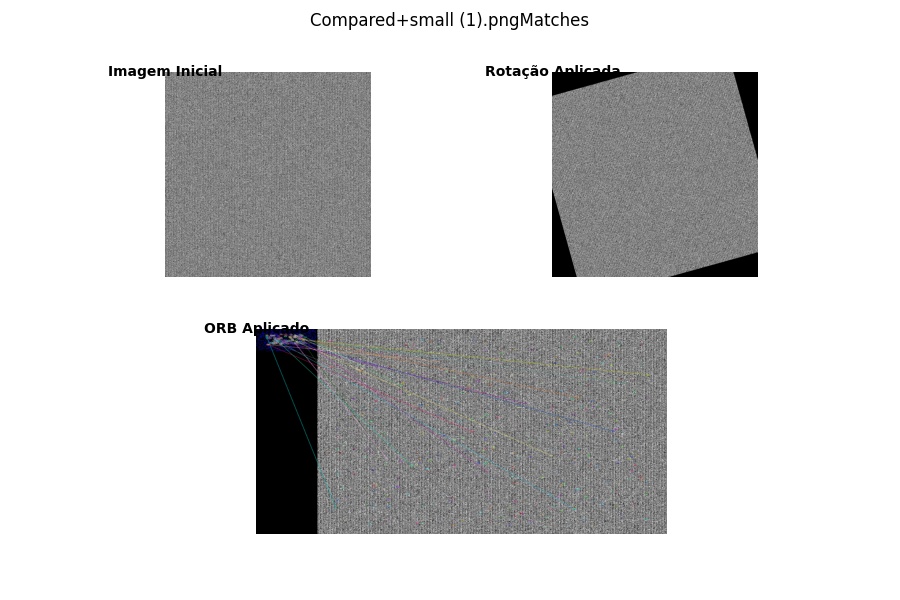 Compared+small (1).pngMatches
Imagem Inicial
Rotação Aplicada
ORB Aplicado